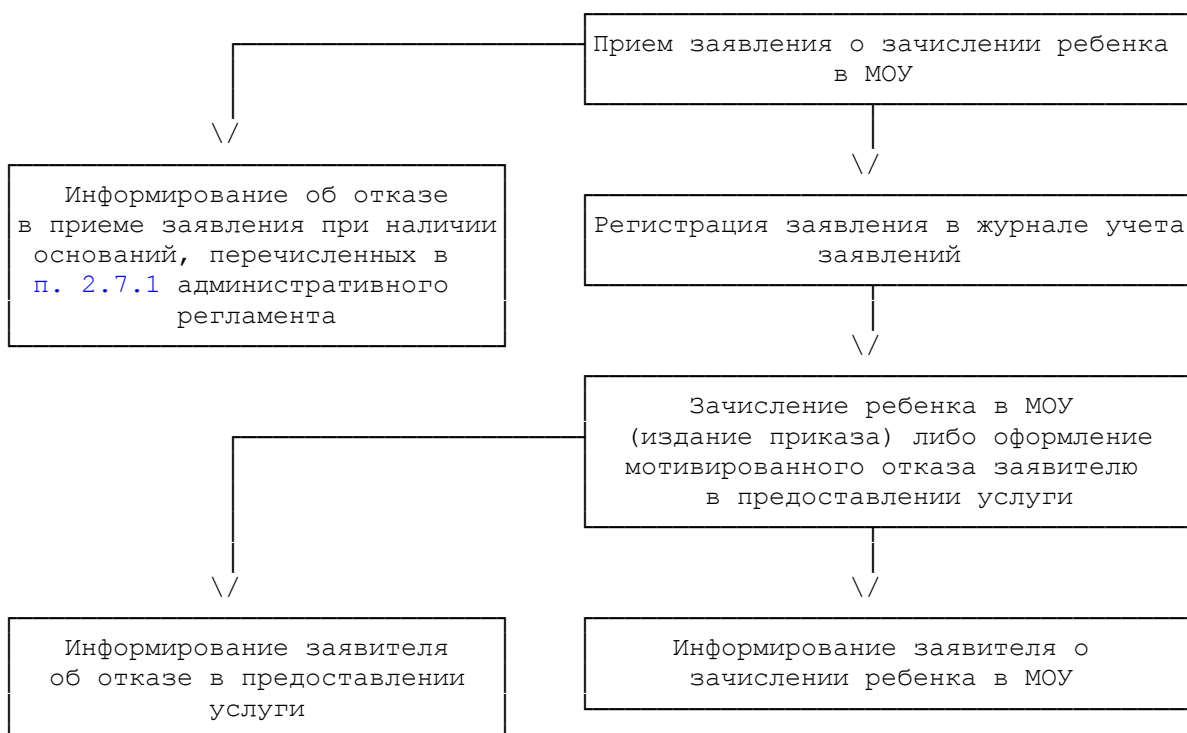 Прием заявления о зачислении ребенка
в МОУ
Информирование об отказе
в приеме заявления при наличии
оснований, перечисленных в
п. 2.7.1 административного
регламента
Регистрация заявления в журнале учета
заявлений
Зачисление ребенка в МОУ
(издание приказа) либо оформление
мотивированного отказа заявителю
в предоставлении услуги
Информирование заявителя
об отказе в предоставлении
услуги
Информирование заявителя о
зачислении ребенка в МОУ